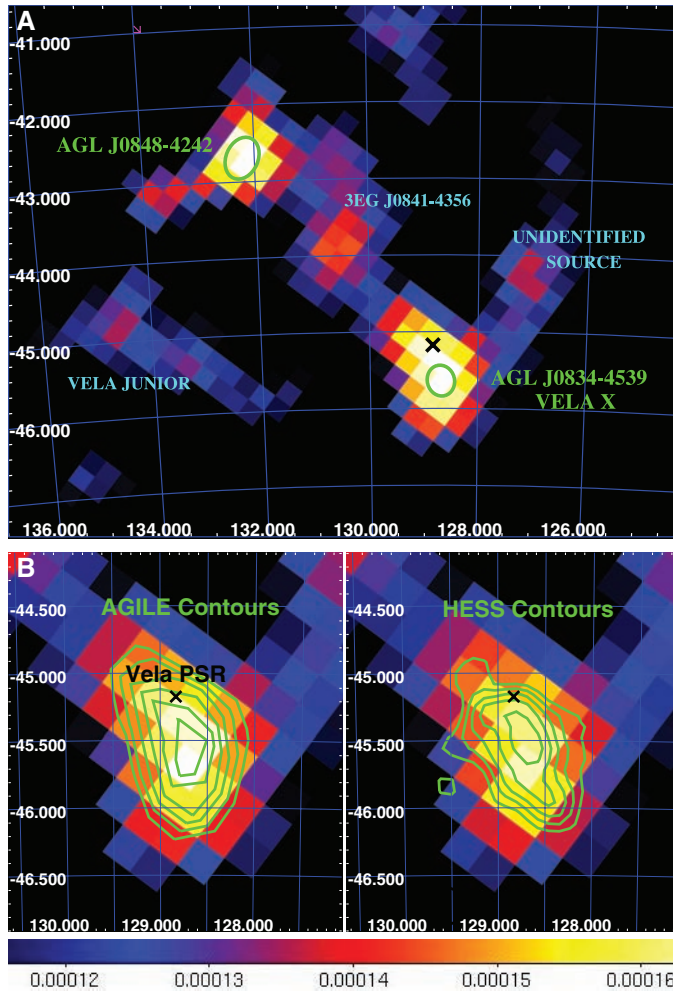 A
-41.000
-42.000
AGL J0848-4242
-43.000
3EG J0841-4356
UNIDENTIFIED
SOURCE
-44.000
-45.000
VELA JUNIOR
AGL J0834-4539
VELA X
-46.000
136.000 134.000 132.000 130.000 128.000 126.000
B
AGILE Contours
-44.500
Vela PSR
-45.000
-45.500
-46.000
-46.500
130.000 129.000 128.000
HESS Contours
-44.500
-45.000
-45.500
-46.000
-46.500
130.000 129.000 128.000
0.00012 0.00013 0.00014 0.00015 0.00016